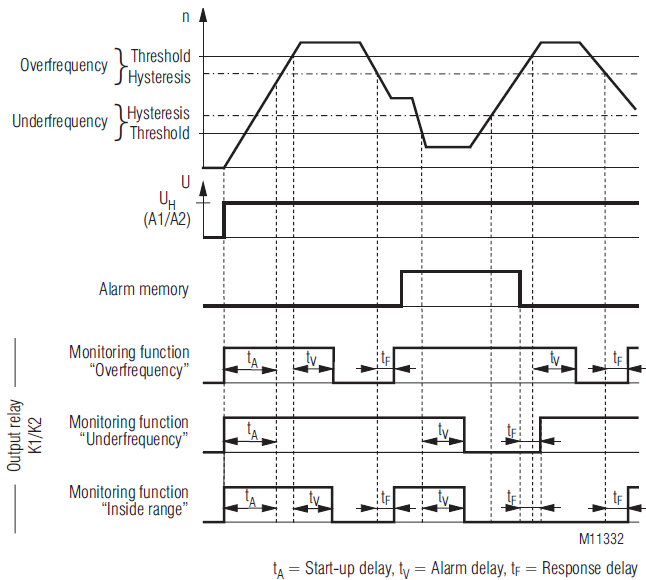 n
Overfrequency
Threshold
Hysteresis
Underfrequency
Hysteresis
Threshold
U
UH
(A1/A2)
Alarm memory
Output relay
K1/K2
Monitoring function
“Overfrequency”
tA
tV
tF
tV
tF
Monitoring function
“Underfrequency”
tA
tV
tF
Monitoring function
“Inside range”
tA
tV
tF
tV
tF
tF
M11332
tA = Start-up delay, tV = Alarm delay, tF = Response delay